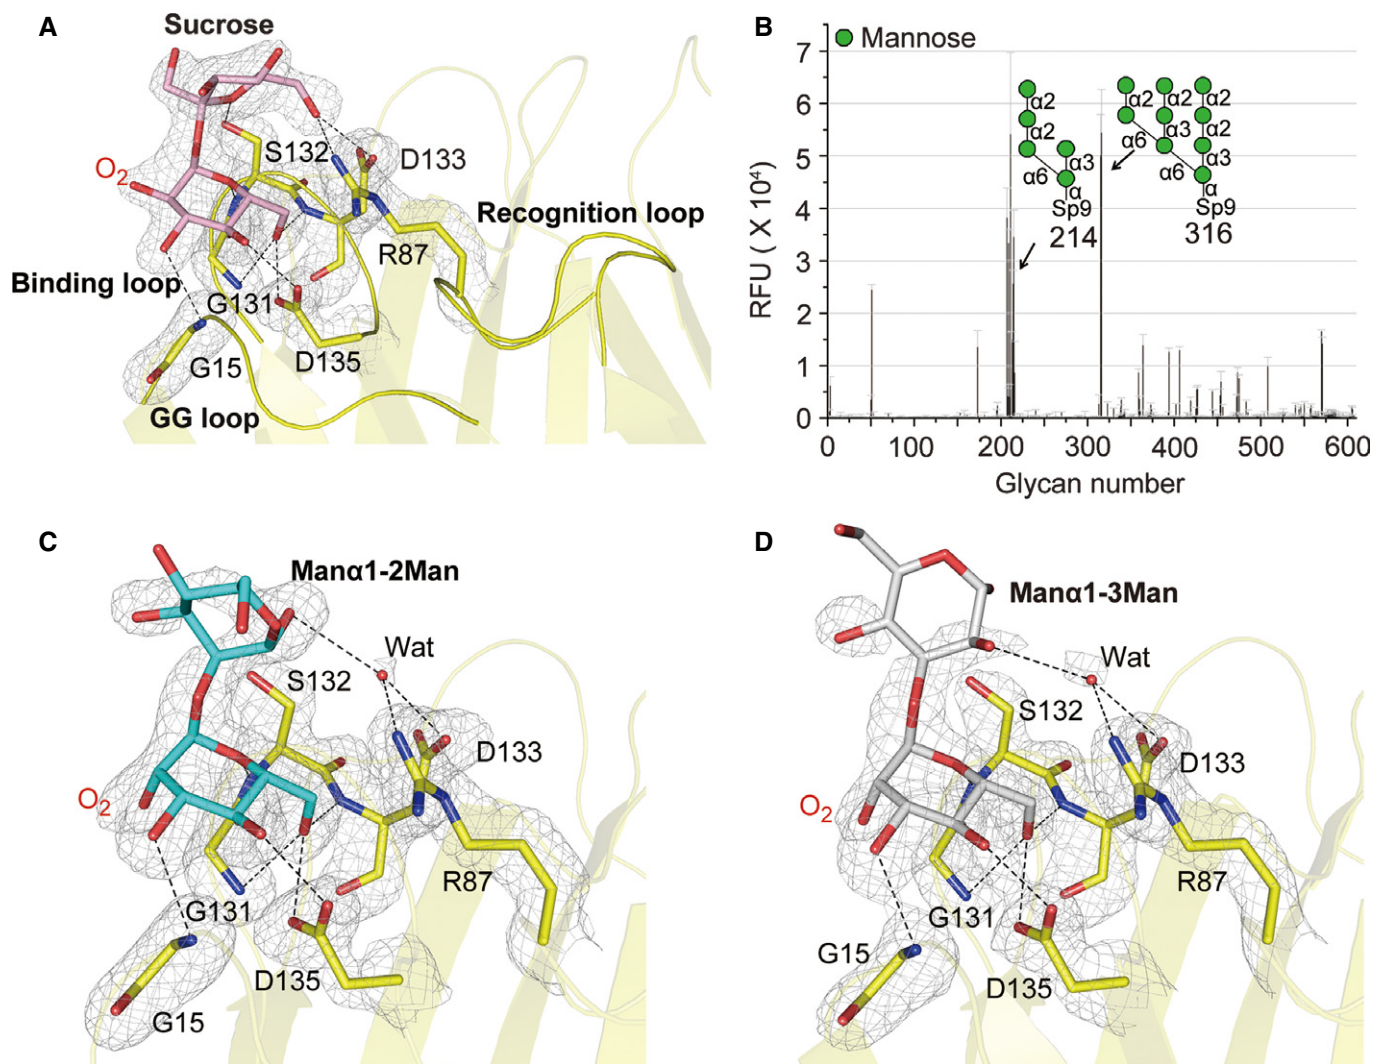 A
Sucrose
O2
S132
D133
Recognition loop
R87
Binding loop
G131
D135
G15
GG loop
B
Mannose
RFU ( X 10⁴)
7
6
5
4
3
2
1
0
0 100 200 300 400 500 600
Glycan number
α2
α2
α6
α3
α
Sp9
214
α2 α2 α2
α3 α2
α6
α3
α6
α
Sp9
316
C
Manα1-2Man
Wat
S132
D133
O2
R87
G131
D135
G15
D
Manα1-3Man
Wat
S132
D133
O2
R87
G131
G15
D135